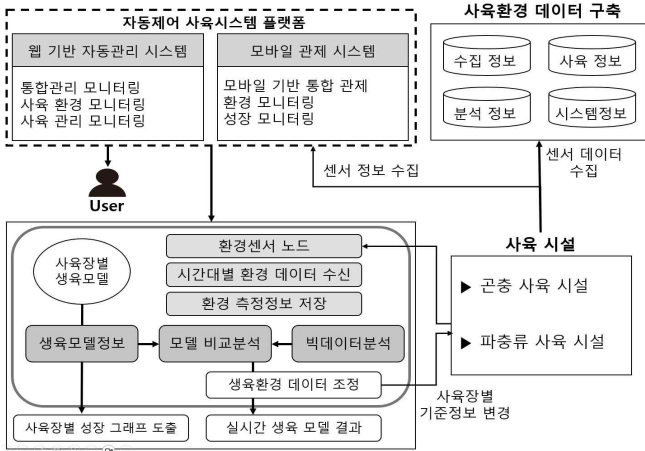 자동제어 사육시스템 플랫폼
웹 기반 자동관리 시스템
통합관리 모니터링
사육 환경 모니터링
사육 관리 모니터링
모바일 관제 시스템
모바일 기반 통합 관제
환경 모니터링
성장 모니터링
사육환경 데이터 구축
수집 정보
사육 정보
분석 정보
시스템정보
User
센서 정보 수집
센서 데이터
수집
사육 시설
▶ 곤충 사육 시설
▶ 파충류 사육 시설
사육장별
생육모델
환경센서 노드
시간대별 환경 데이터 수신
환경 측정정보 저장
생육모델정보
모델 비교분석
빅데이터분석
생육환경 데이터 조정
사육장별
기준정보 변경
사육장별 성장 그래프 도출
실시간 생육 모델 결과